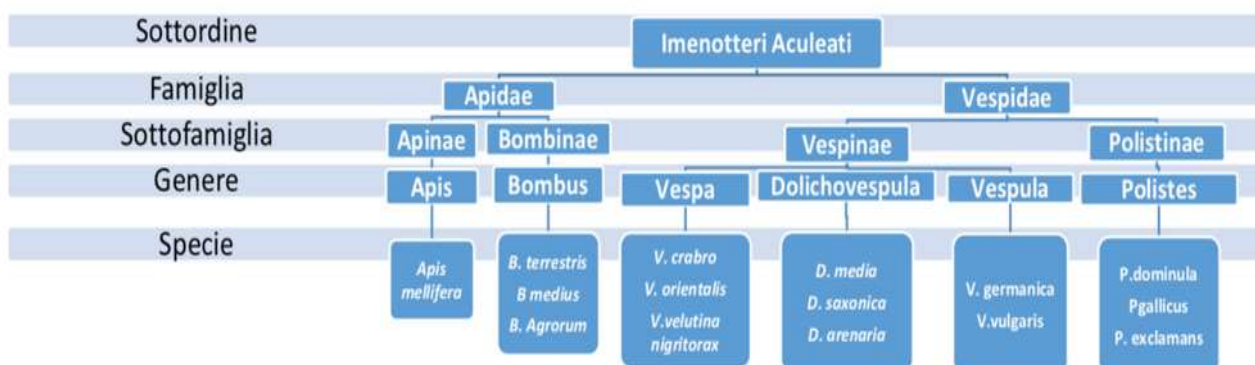 Sottordine
Imenotteri Aculeati
Famiglia
Apidae
Vespidae
Sottofamiglia
Apinae
Bombinae
Vespinae
Polistinae
Genere
Apis
Bombus
Vespa
Dolichovespula
Vespula
Polistes
Specie
Apis
mellifera
B. terrestris
B medius
B. Agrorum
V. crabro
V. orientalis
V.velutina
nigritorax
D. media
D. saxonica
D. arenaria
V. germanica
V.vulgaris
P.dominula
Pgallicus
P. exclamans